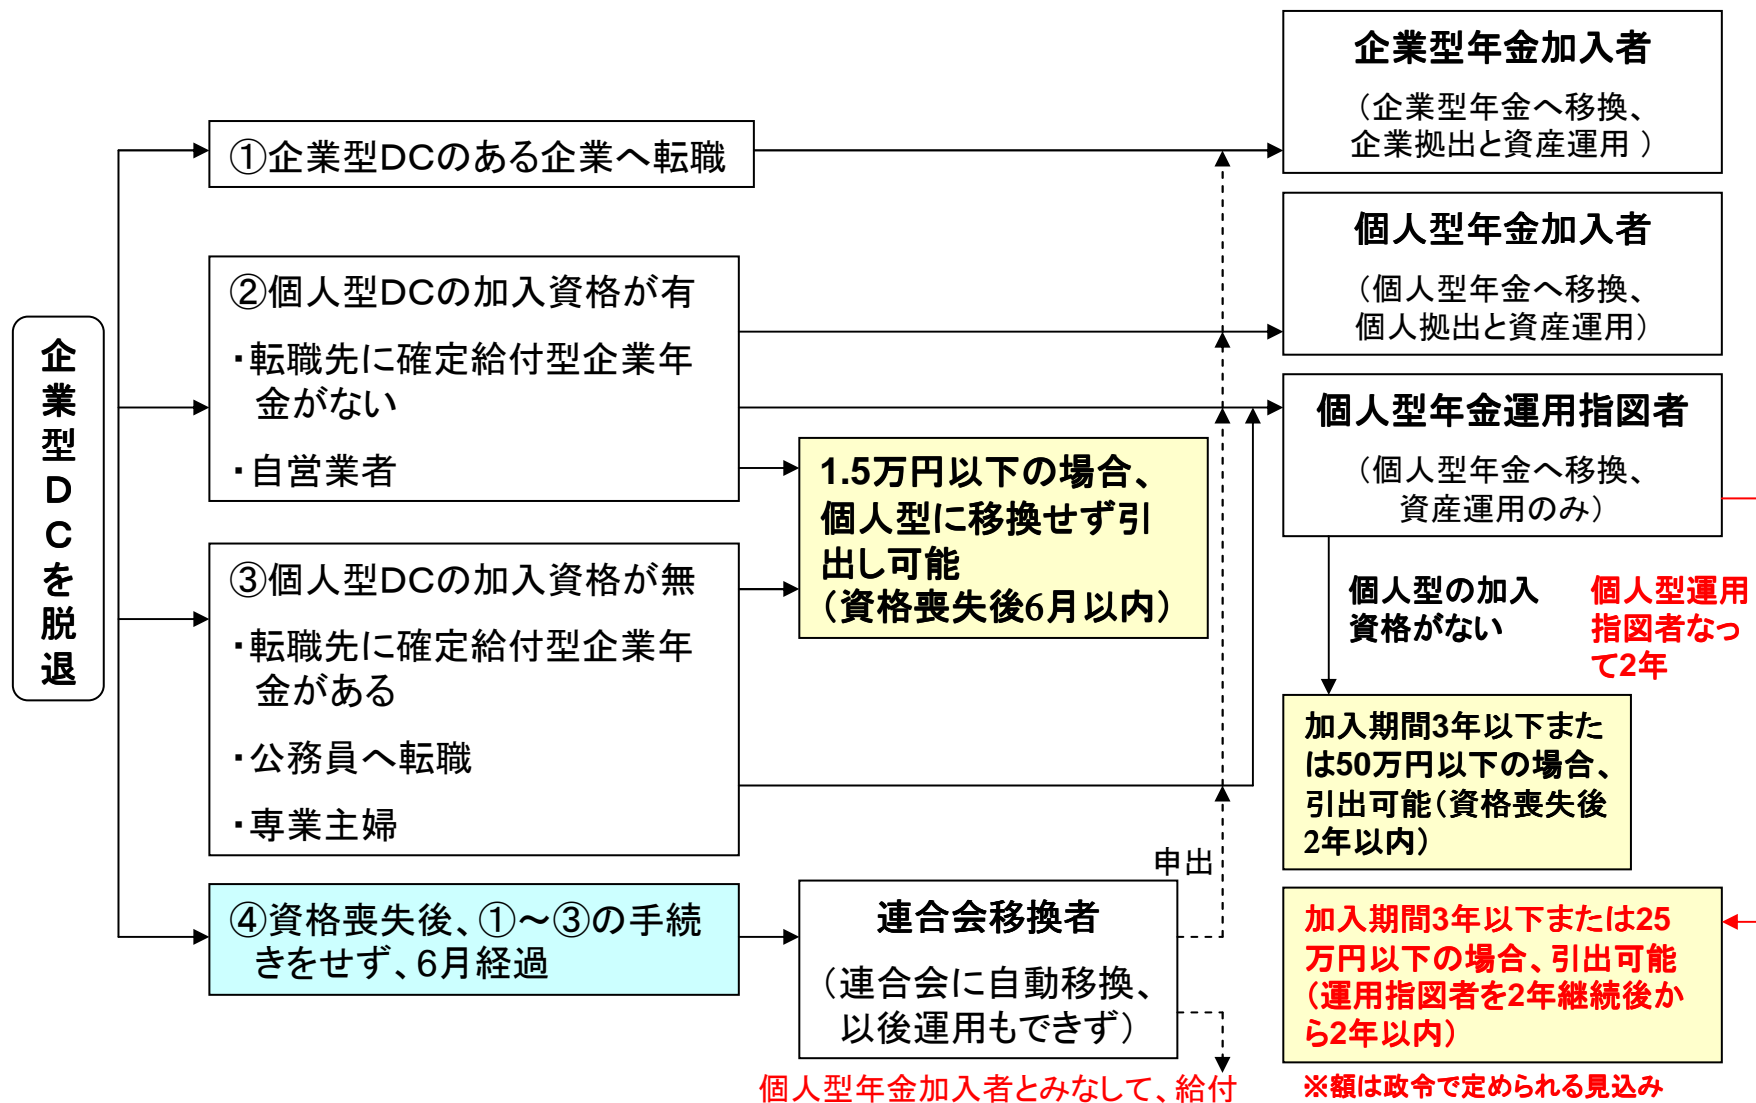 企業型DCを脱退
①企業型DCのある企業へ転職
②個人型DCの加入資格が有
・転職先に確定給付型企業年
金がない
・自営業者
③個人型DCの加入資格が無
・転職先に確定給付型企業年
金がある
・公務員へ転職
・専業主婦
④資格喪失後、①～③の手続
きをせず、6月経過
1.5万円以下の場合、
個人型に移換せず引
出し可能
（資格喪失後6月以内）
連合会移換者
（連合会に自動移換、
以後運用もできず）
申出
個人型年金加入者とみなして、給付
企業型年金加入者
（企業型年金へ移換、
企業拠出と資産運用 ）
個人型年金加入者
（個人型年金へ移換、
個人拠出と資産運用）
個人型年金運用指図者
（個人型年金へ移換、
資産運用のみ）
個人型の加入
資格がない
個人型運用
指図者なっ
て2年
加入期間3年以下また
は50万円以下の場合、
引出可能（資格喪失後
2年以内）
加入期間3年以下または25
万円以下の場合、引出可能
（運用指図者を2年継続後か
ら2年以内）
※額は政令で定められる見込み